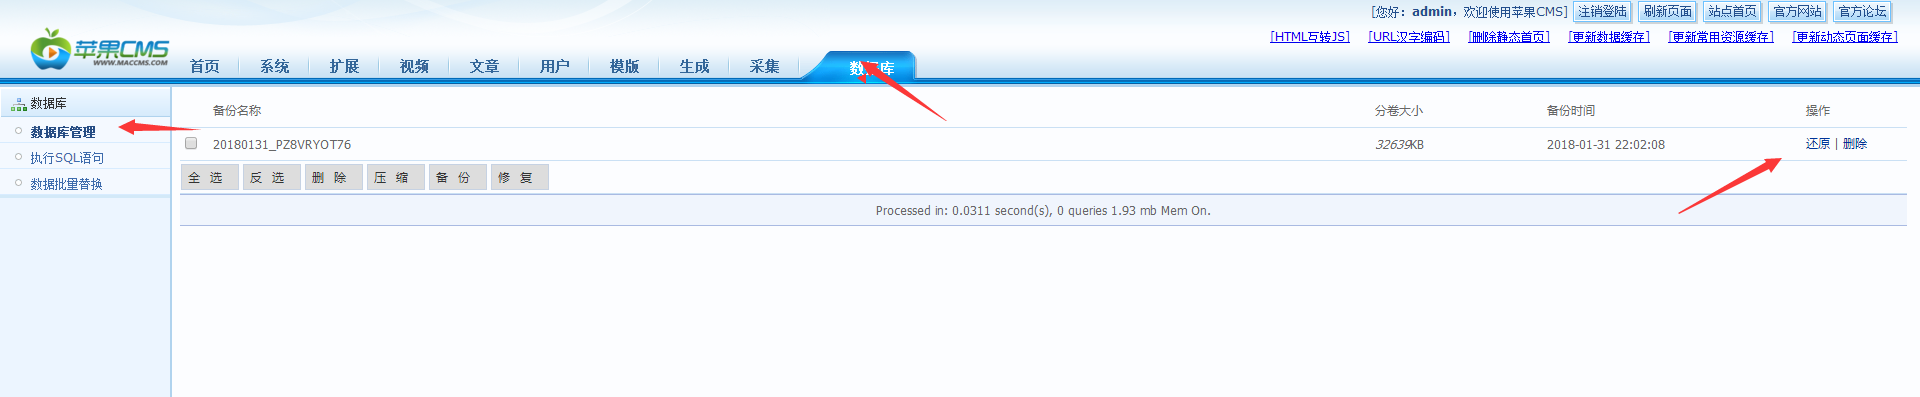 [您好：admin，欢迎使用苹果CMS] 注销登陆 刷新页面 站点首页 官方网站 官方论坛
[HTML互转JS] [URL汉字编码] [删除静态首页] [更新数据缓存] [更新常用资源缓存] [更新动态页面缓存]
苹果CMS
WWW.MACCMS.COM
首页 系统 扩展 视频 文章 用户 模版 生成 采集 数据库
数据库
数据库管理
执行SQL语句
数据批量替换
备份名称 分卷大小 备份时间 操作
20180131_PZ8VRYOT76 32639KB 2018-01-31 22:02:08 还原 | 删除
全 选 反 选 删 除 压 缩 备 份 修 复
Processed in: 0.0311 second(s), 0 queries 1.93 mb Mem On.